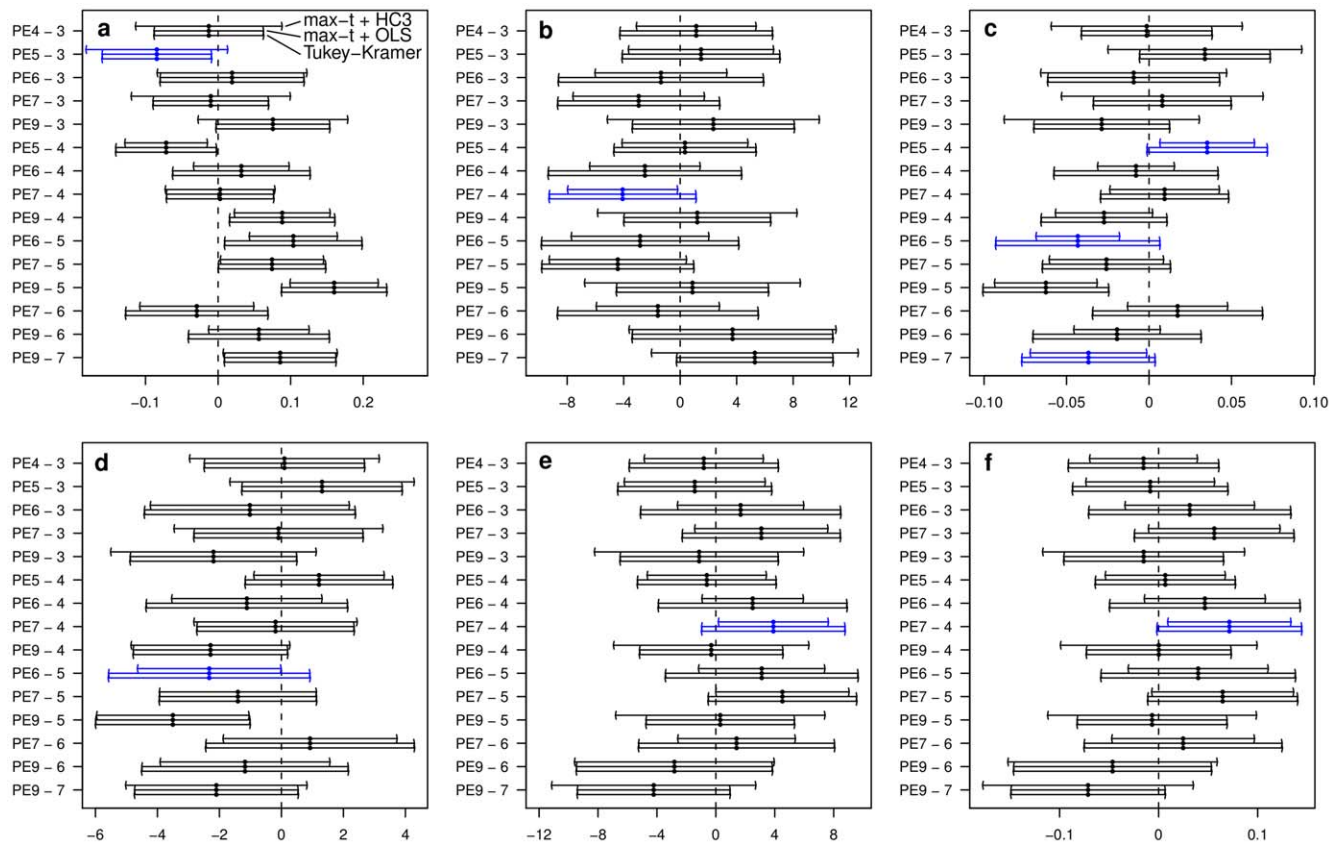 a
max-t + HC3
max-t + OLS
Tukey-Kramer
PE4 – 3
PE5 – 3
PE6 – 3
PE7 – 3
PE9 – 3
PE5 – 4
PE6 – 4
PE7 – 4
PE9 – 4
PE6 – 5
PE7 – 5
PE9 – 5
PE7 – 6
PE9 – 6
PE9 – 7
−0.1 0 0.1 0.2
b
PE4 – 3
PE5 – 3
PE6 – 3
PE7 – 3
PE9 – 3
PE5 – 4
PE6 – 4
PE7 – 4
PE9 – 4
PE6 – 5
PE7 – 5
PE9 – 5
PE7 – 6
PE9 – 6
PE9 – 7
−8 −4 0 4 8 12
c
PE4 – 3
PE5 – 3
PE6 – 3
PE7 – 3
PE9 – 3
PE5 – 4
PE6 – 4
PE7 – 4
PE9 – 4
PE6 – 5
PE7 – 5
PE9 – 5
PE7 – 6
PE9 – 6
PE9 – 7
−0.10 −0.05 0 0.05 0.10
d
PE4 – 3
PE5 – 3
PE6 – 3
PE7 – 3
PE9 – 3
PE5 – 4
PE6 – 4
PE7 – 4
PE9 – 4
PE6 – 5
PE7 – 5
PE9 – 5
PE7 – 6
PE9 – 6
PE9 – 7
−6 −4 −2 0 2 4
e
PE4 – 3
PE5 – 3
PE6 – 3
PE7 – 3
PE9 – 3
PE5 – 4
PE6 – 4
PE7 – 4
PE9 – 4
PE6 – 5
PE7 – 5
PE9 – 5
PE7 – 6
PE9 – 6
PE9 – 7
−12 −8 −4 0 4 8
f
PE4 – 3
PE5 – 3
PE6 – 3
PE7 – 3
PE9 – 3
PE5 – 4
PE6 – 4
PE7 – 4
PE9 – 4
PE6 – 5
PE7 – 5
PE9 – 5
PE7 – 6
PE9 – 6
PE9 – 7
−0.1 0 0.1